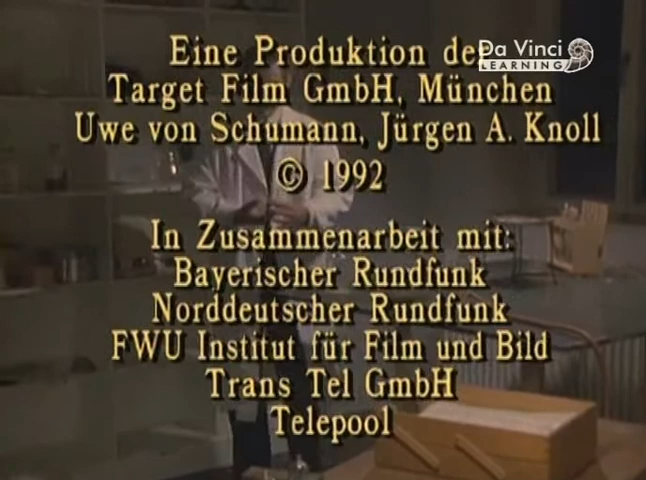 Eine Produktion der
Target Film GmbH, München
Uwe von Schumann, Jürgen A. Knoll
© 1992
In Zusammenarbeit mit:
Bayerischer Rundfunk
Norddeutscher Rundfunk
FWU Institut für Film und Bild
Trans Tel GmbH
Telepool
Da Vinci
LEARNING